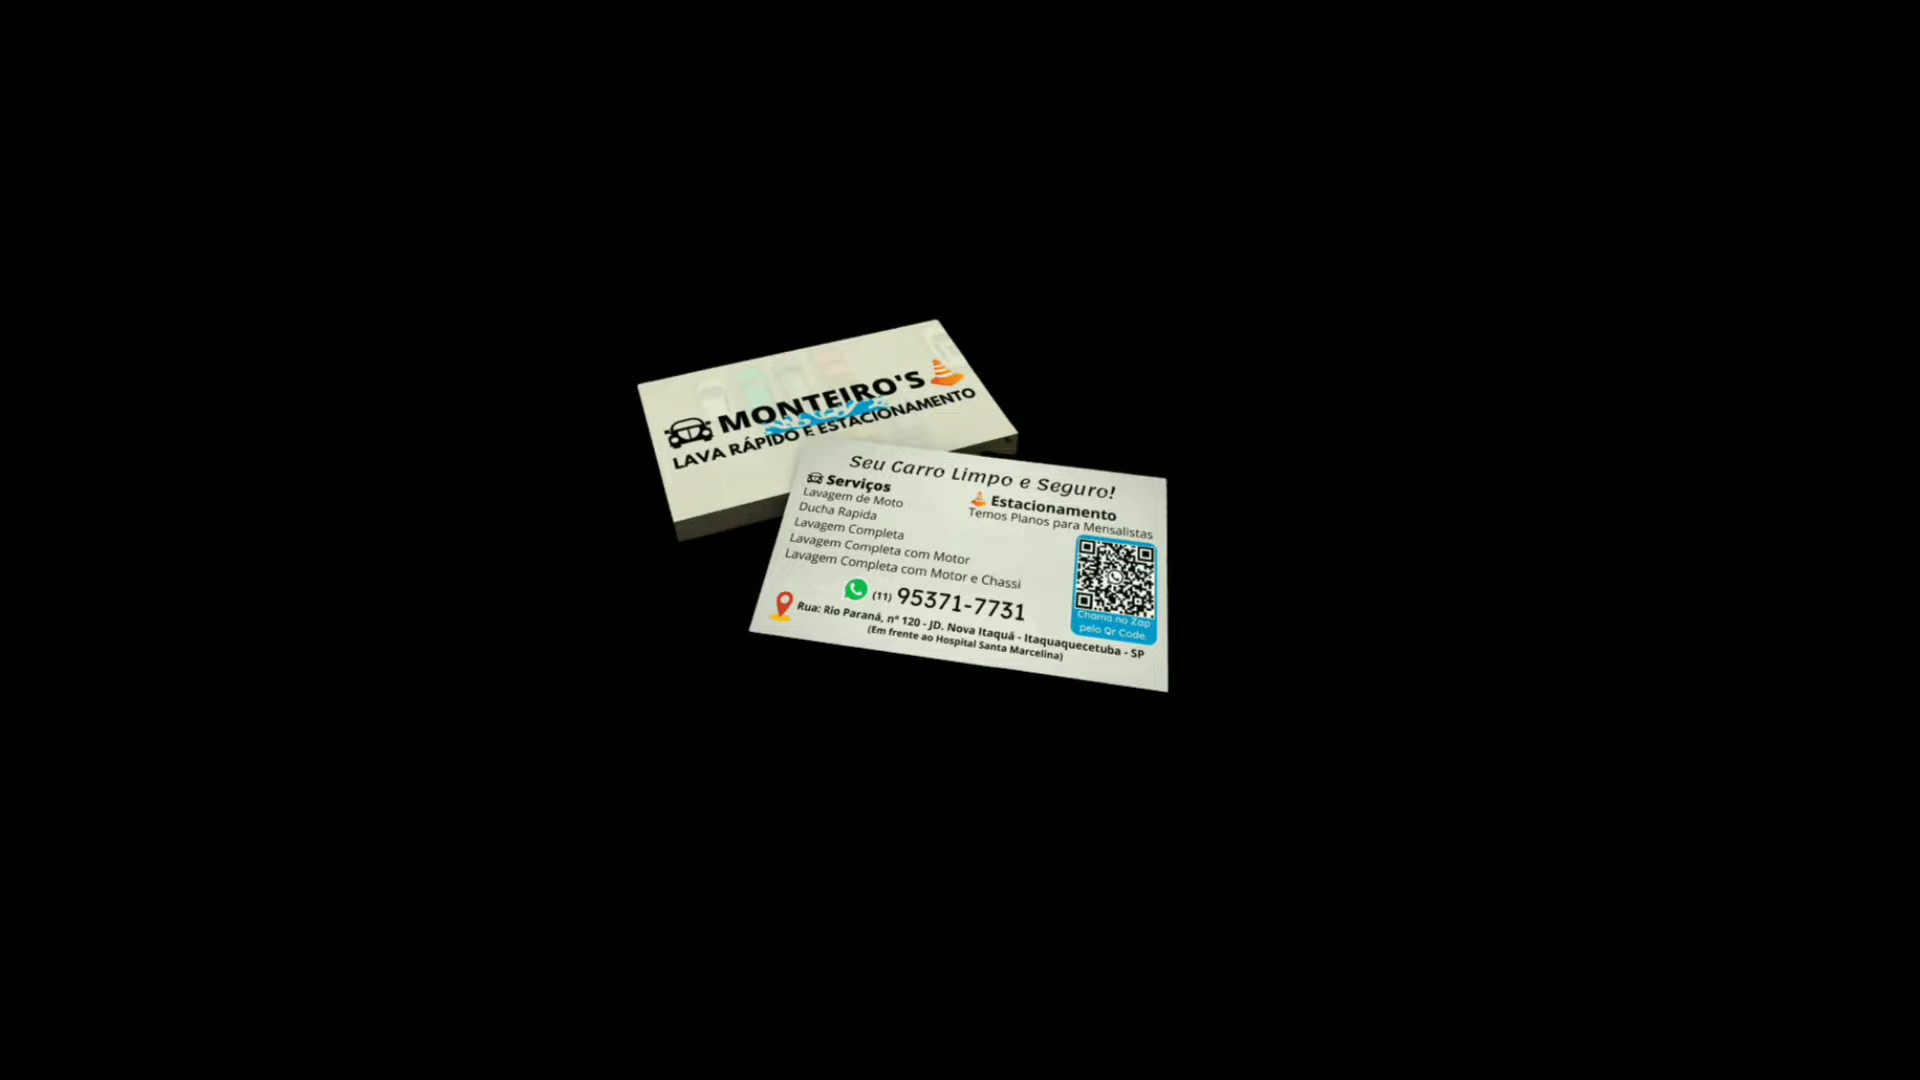 MONTEIRO'S
LAVA RÁPIDO E ESTACIONAMENTO
Seu Carro Limpo e Seguro!
Serviços
Lavagem de Moto
Ducha Rapida
Lavagem Completa
Lavagem Completa com Motor
Lavagem Completa com Motor e Chassi
Estacionamento
Temos Planos para Mensalistas
Chama no Zap
pelo Qr Code.
(11) 95371-7731
Rua: Rio Paraná, nº 120 - JD. Nova Itaquá - Itaquaquecetuba - SP
(Em frente ao Hospital Santa Marcelina)